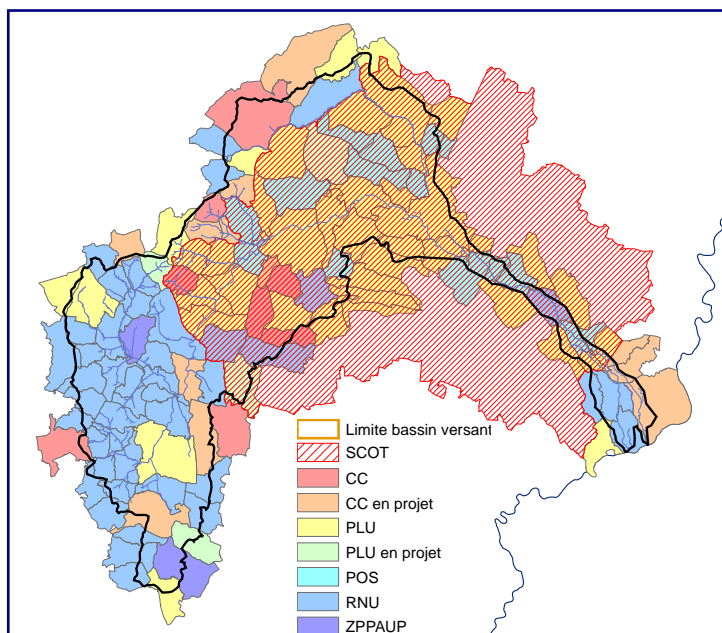 Limite bassin versant
SCOT
CC
CC en projet
PLU
PLU en projet
POS
RNU
ZPPAUP